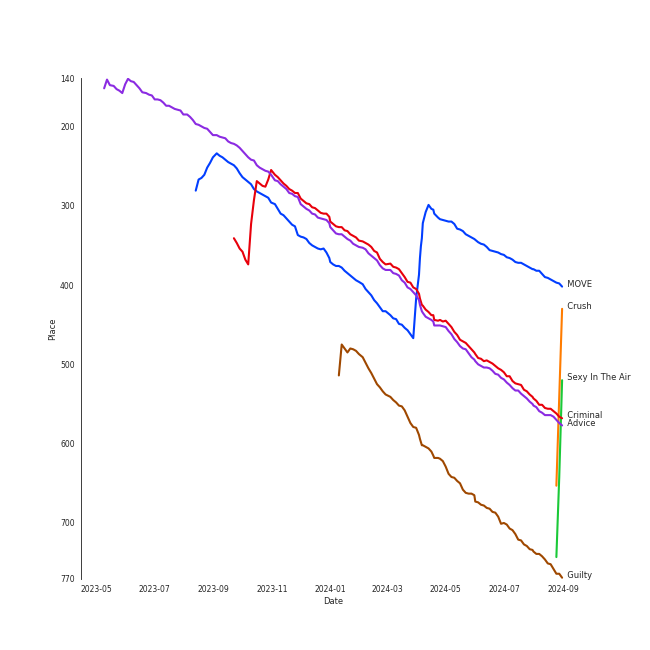 140
200
300
400
500
600
700
770
Place
2023-05
2023-07
2023-09
2023-11
2024-01
2024-03
2024-05
2024-07
2024-09
Date
MOVE
Crush
Sexy In The Air
Criminal
Advice
Guilty